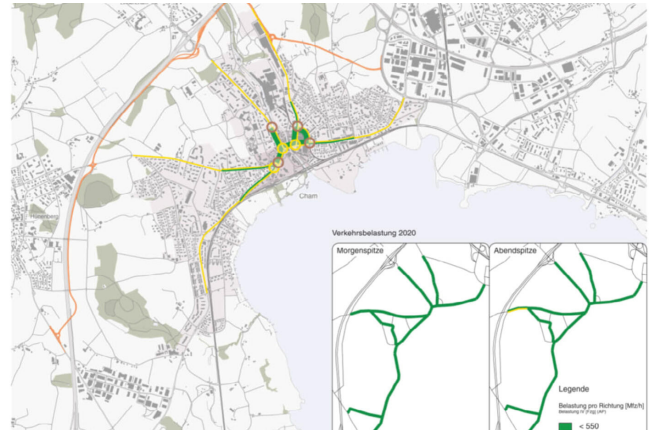 Cham
Hünenberg
Verkehrsbelastung 2020
Morgenspitze
Abendspitze
Legende
Belastung pro Richtung [Mfz/h]
< 550